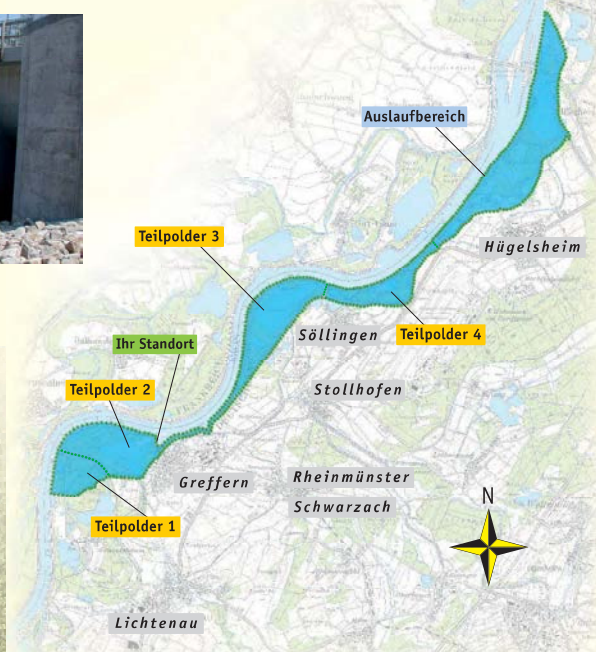 Auslaufbereich
Teilpolder 3
Hügelsheim
Söllingen
Teilpolder 4
Ihr Standort
Teilpolder 2
Stollhofen
Greffern
Rheinmünster
Schwarzach
N
Teilpolder 1
Lichtenau